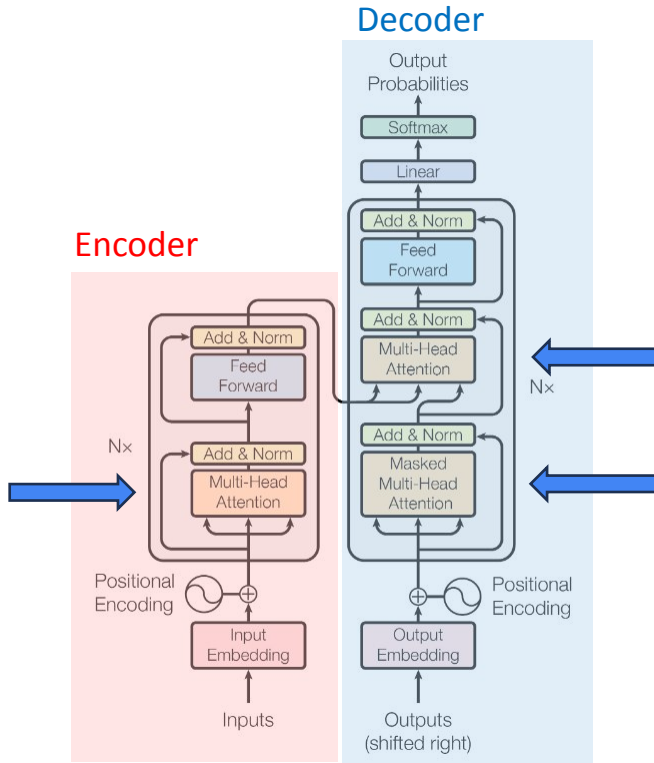 Decoder
Output
Probabilities
Softmax
Linear
Add & Norm
Feed
Forward
Add & Norm
Multi-Head
Attention
Nx
Add & Norm
Masked
Multi-Head
Attention
Positional
Encoding
Output
Embedding
Outputs
(shifted right)
Encoder
Add & Norm
Feed
Forward
Nx
Add & Norm
Multi-Head
Attention
Positional
Encoding
Input
Embedding
Inputs